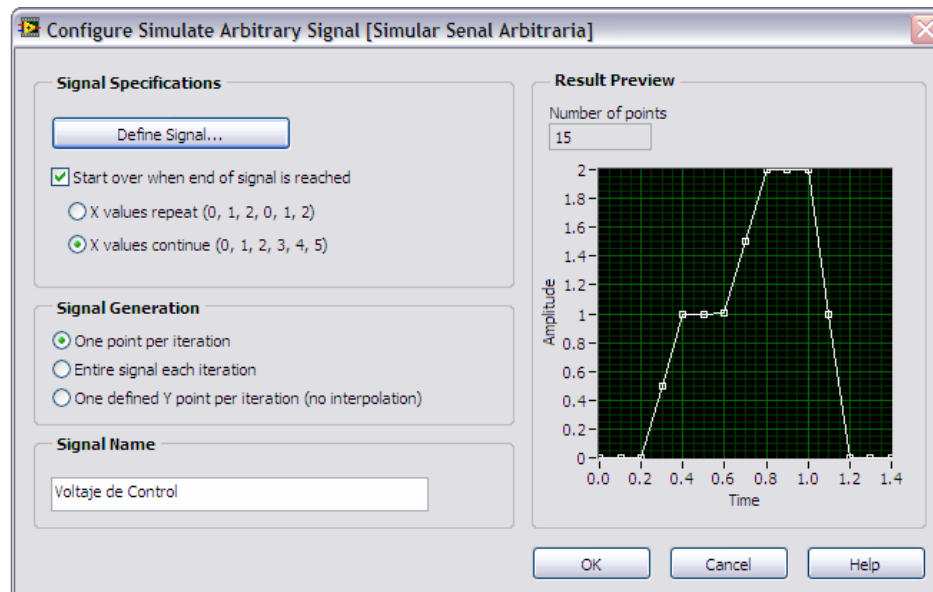 Configure Simulate Arbitrary Signal [Simular Senal Arbitraria]
Signal Specifications
Define Signal...
Start over when end of signal is reached
X values repeat (0, 1, 2, 0, 1, 2)
X values continue (0, 1, 2, 3, 4, 5)
Signal Generation
One point per iteration
Entire signal each iteration
One defined Y point per iteration (no interpolation)
Signal Name
Voltaje de Control
Result Preview
Number of points
15
Amplitude
2
1.8
1.6
1.4
1.2
1
0.8
0.6
0.4
0.2
0
0.0 0.2 0.4 0.6 0.8 1.0 1.2 1.4
Time
OK Cancel Help